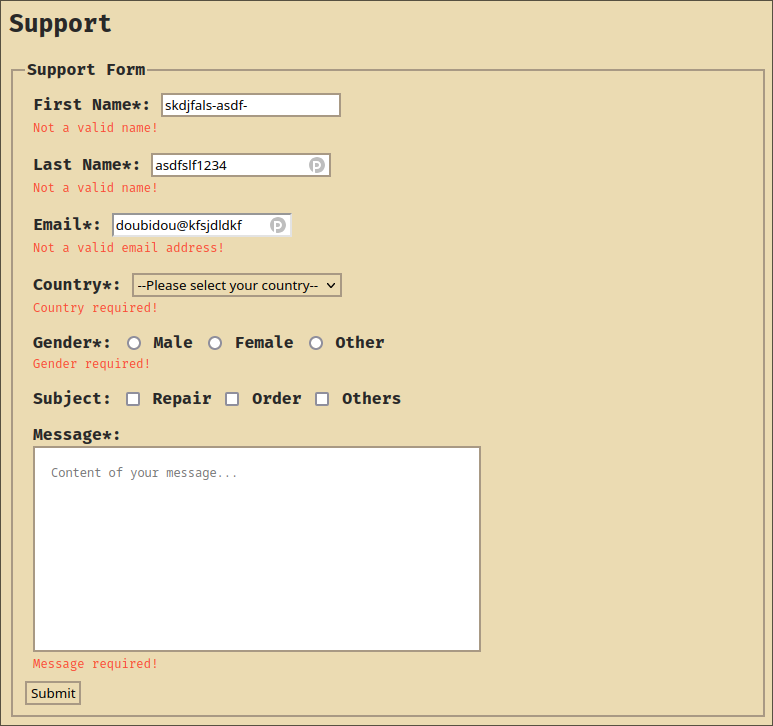 Support
Support Form
First Name*: skdjfals-asdf-
Not a valid name!
Last Name*: asdfslf1234
Not a valid name!
Email*: doubidou@kfsjdldkf
Not a valid email address!
Country*: --Please select your country--
Country required!
Gender*: Male Female Other
Gender required!
Subject: Repair Order Others
Message*:
Content of your message...
Message required!
Submit